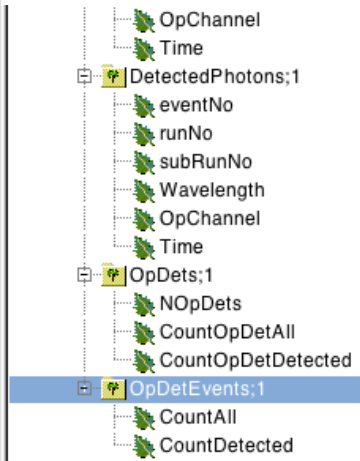 OpChannel
Time
DetectedPhotons;1
eventNo
runNo
subRunNo
Wavelength
OpChannel
Time
OpDets;1
NOpDets
CountOpDetAll
CountOpDetDetected
OpDetEvents;1
CountAll
CountDetected